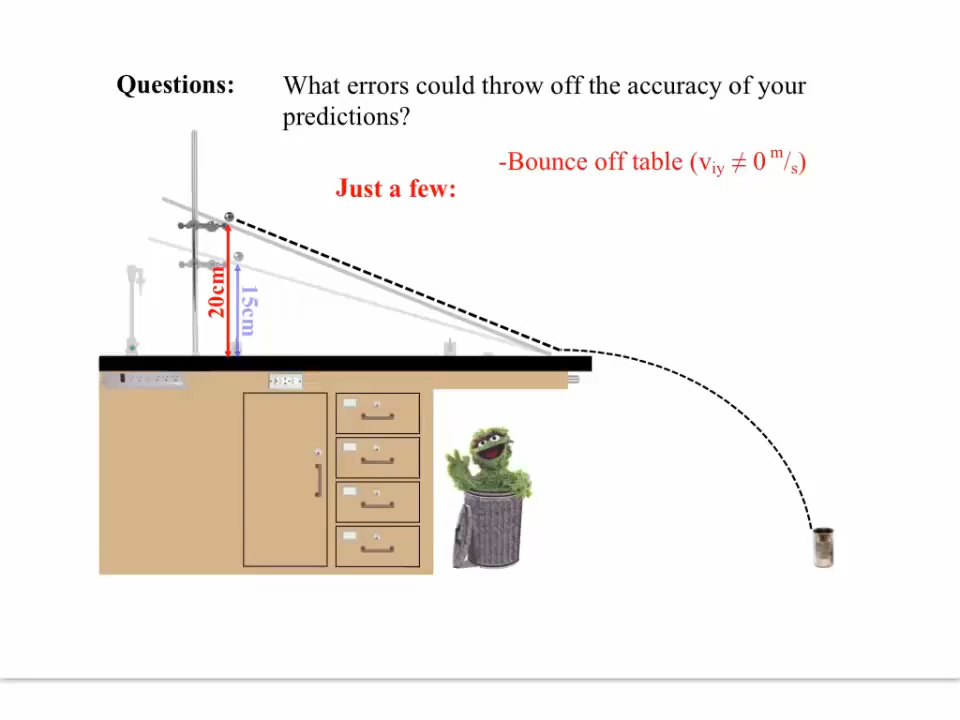 Questions: What errors could throw off the accuracy of your
predictions?
-Bounce off table (vᵢᵧ ≠ 0 ᵐ/ₛ)
Just a few:
20cm
15cm